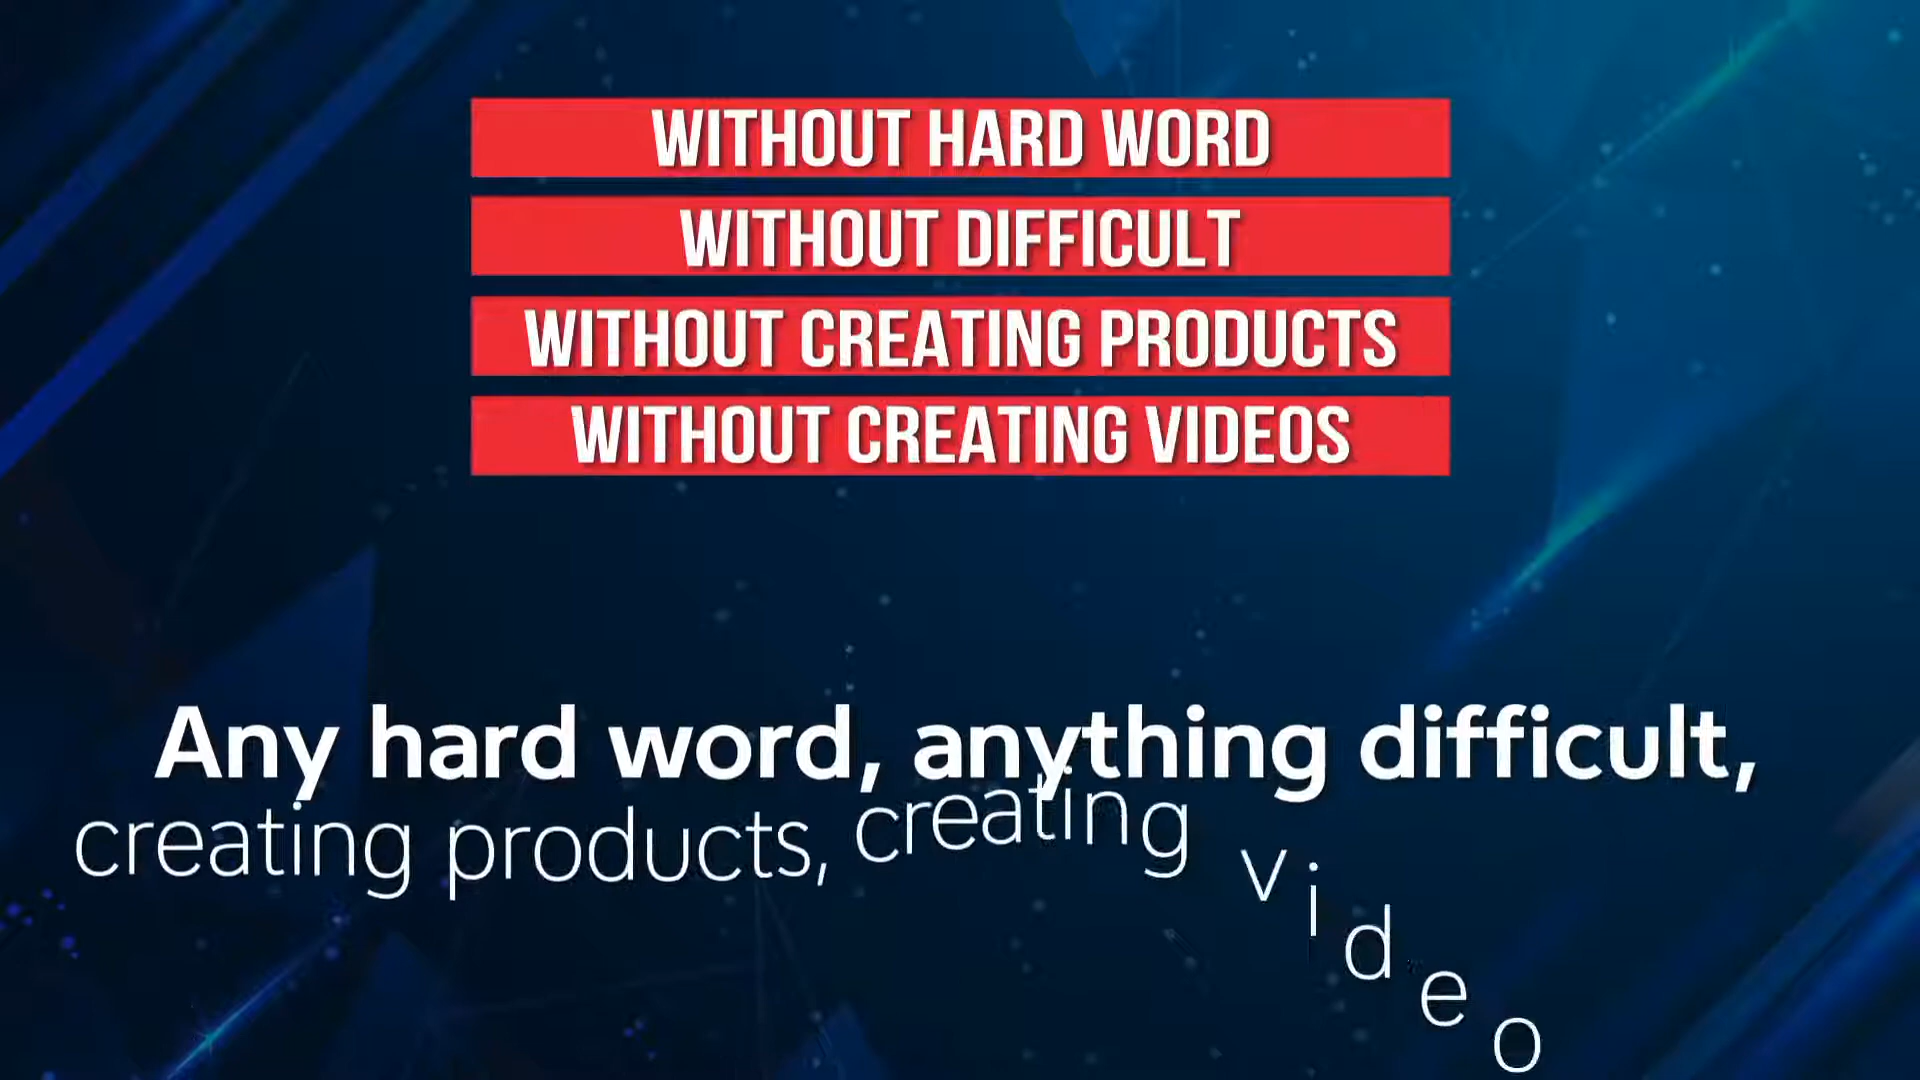 WITHOUT HARD WORD
WITHOUT DIFFICULT
WITHOUT CREATING PRODUCTS
WITHOUT CREATING VIDEOS
Any hard word, anything difficult,
creating products, creating video